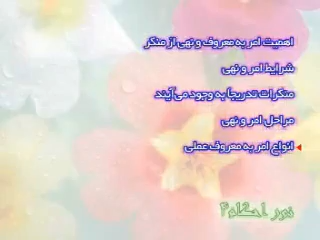 اهمیت امر به معروف و نهی از منکر
شرایط امر و نهی
منکرات تدریجاً به وجود می آیند
مراحل امر و نهی
انواع امر به معروف عملی
احکام ۴